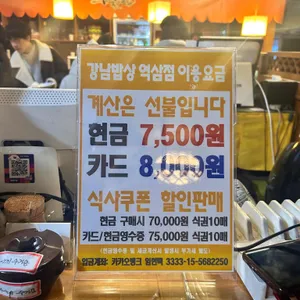 강남밥상 역삼점 이용요금
계산은 선불입니다
현금 7,500원
카드 8,000원
식사쿠폰 할인판매
현금 구매시 70,000원 식권10매
카드/현금영수증 75,000원 식권10매
입금계좌: 카카오뱅크 3333-15-5682250